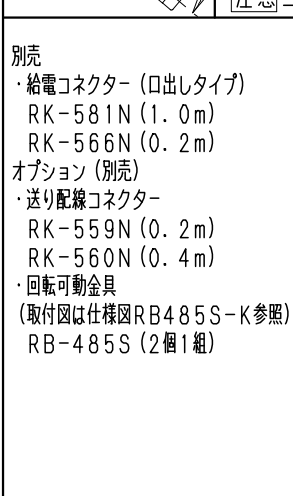 注意
別売
・給電コネクター(口出しタイプ)
RK-581N(1.0m)
RK-566N(0.2m)
オプション(別売)
・送り配線コネクター
RK-559N(0.2m)
RK-560N(0.4m)
・回転可動金具
(取付図は仕様図RB485S-K参照)
RB-485S(2個1組)